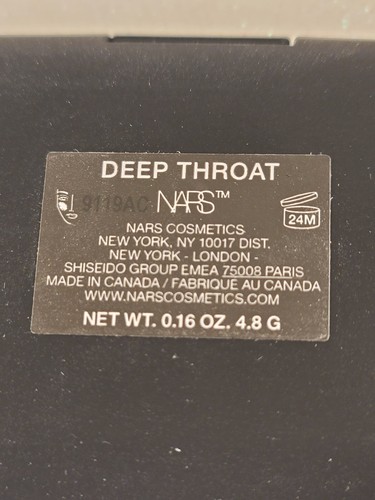 DEEP THROAT
9119AC NARS™
24M
NARS COSMETICS
NEW YORK, NY 10017 DIST.
NEW YORK - LONDON -
SHISEIDO GROUP EMEA 75008 PARIS
MADE IN CANADA / FABRIQUE AU CANADA
WWW.NARSCOSMETICS.COM
NET WT. 0.16 OZ. 4.8 G